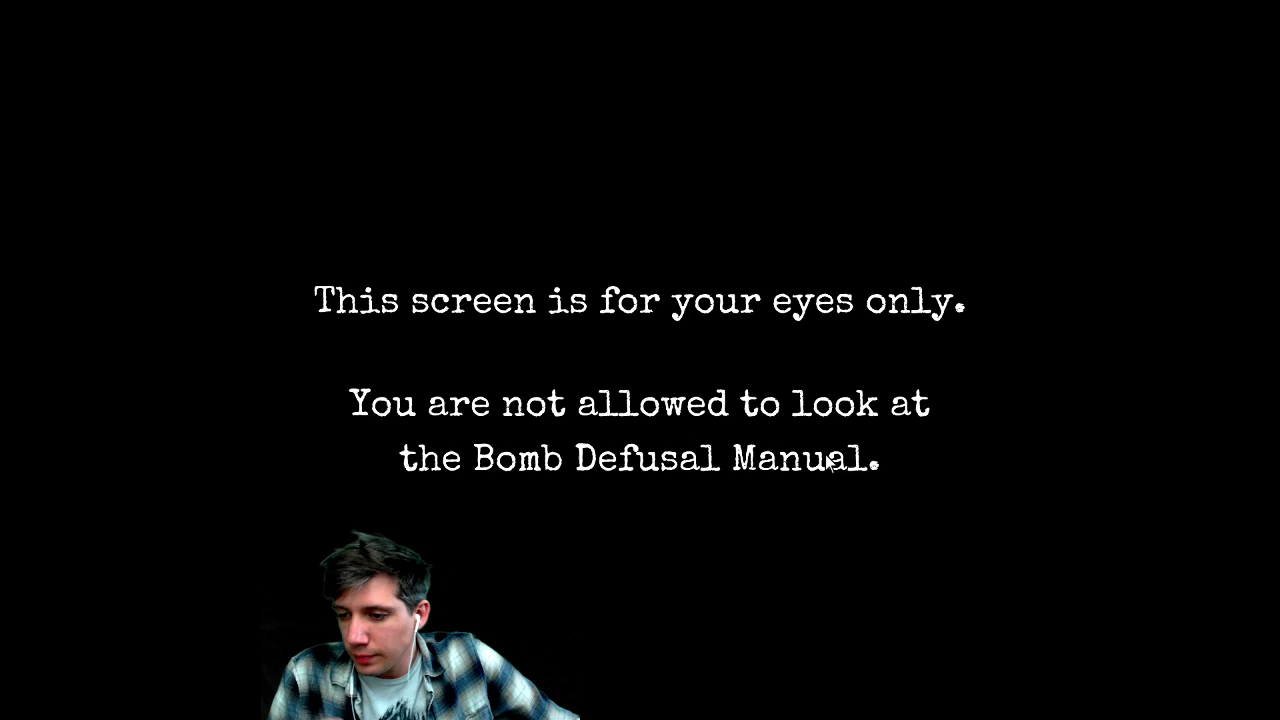 This screen is for your eyes only.
You are not allowed to look at
the Bomb Defusal Manual.